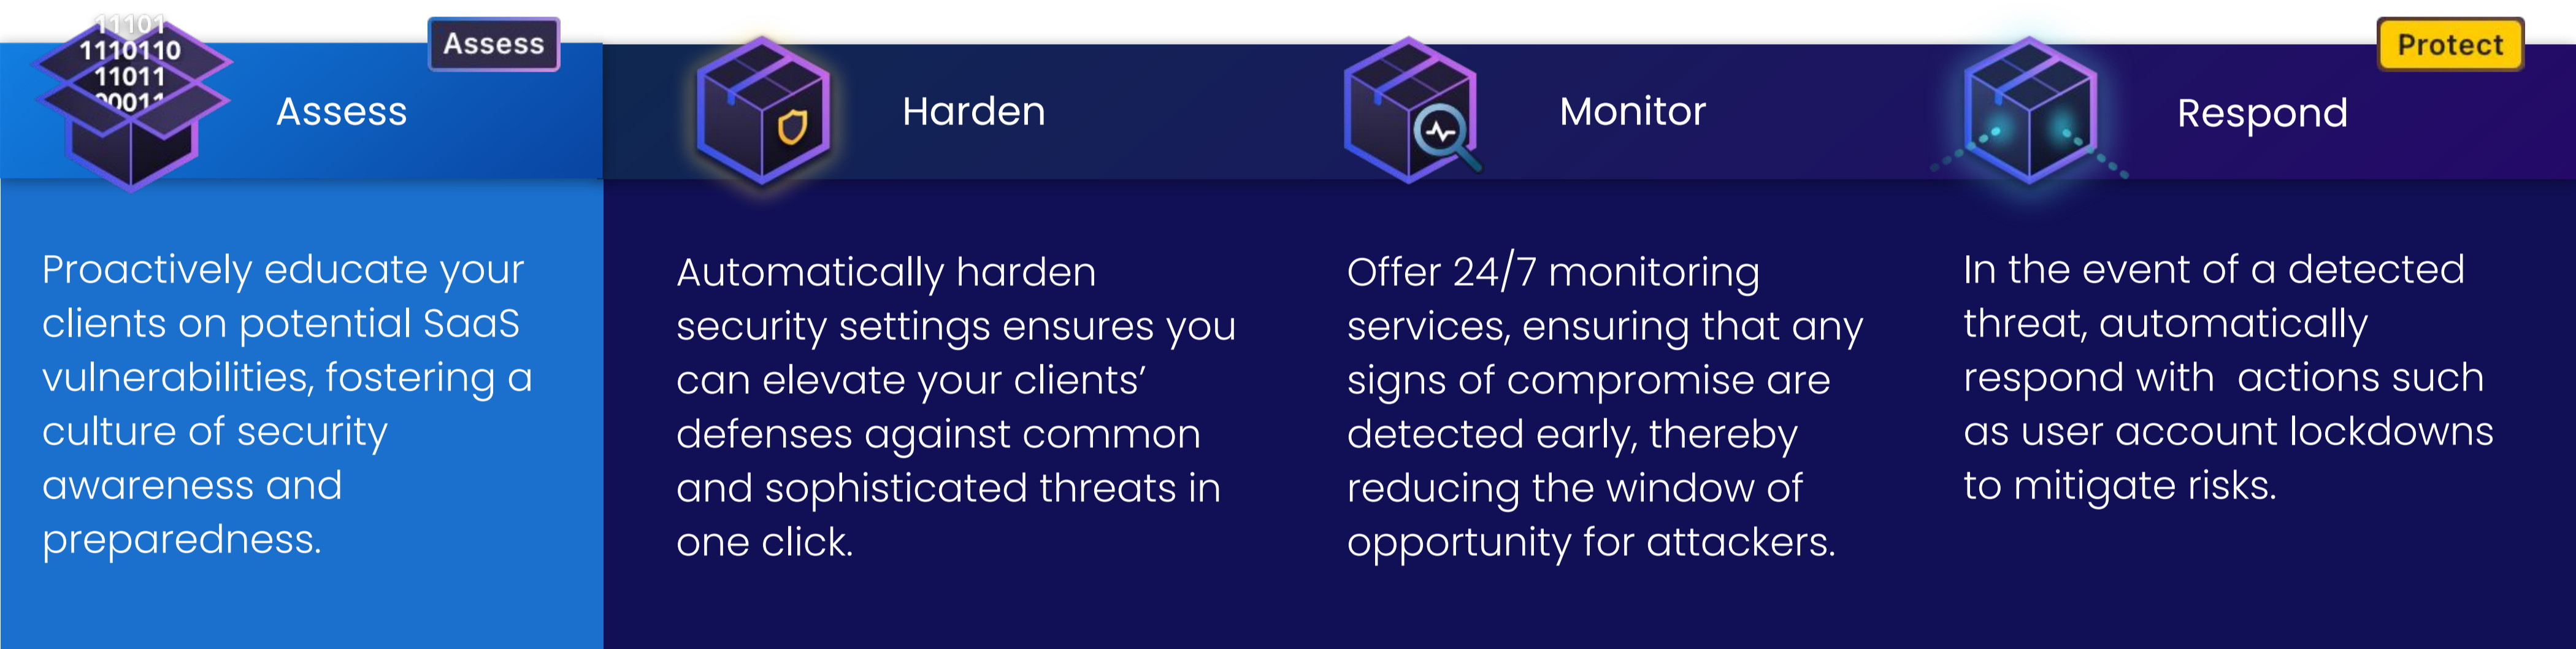 11101
1110110
11011
00011
Assess
Assess
Proactively educate your
clients on potential SaaS
vulnerabilities, fostering a
culture of security
awareness and
preparedness.
Harden
Automatically harden
security settings ensures you
can elevate your clients’
defenses against common
and sophisticated threats in
one click.
Monitor
Offer 24/7 monitoring
services, ensuring that any
signs of compromise are
detected early, thereby
reducing the window of
opportunity for attackers.
Protect
Respond
In the event of a detected
threat, automatically
respond with  actions such
as user account lockdowns
to mitigate risks.